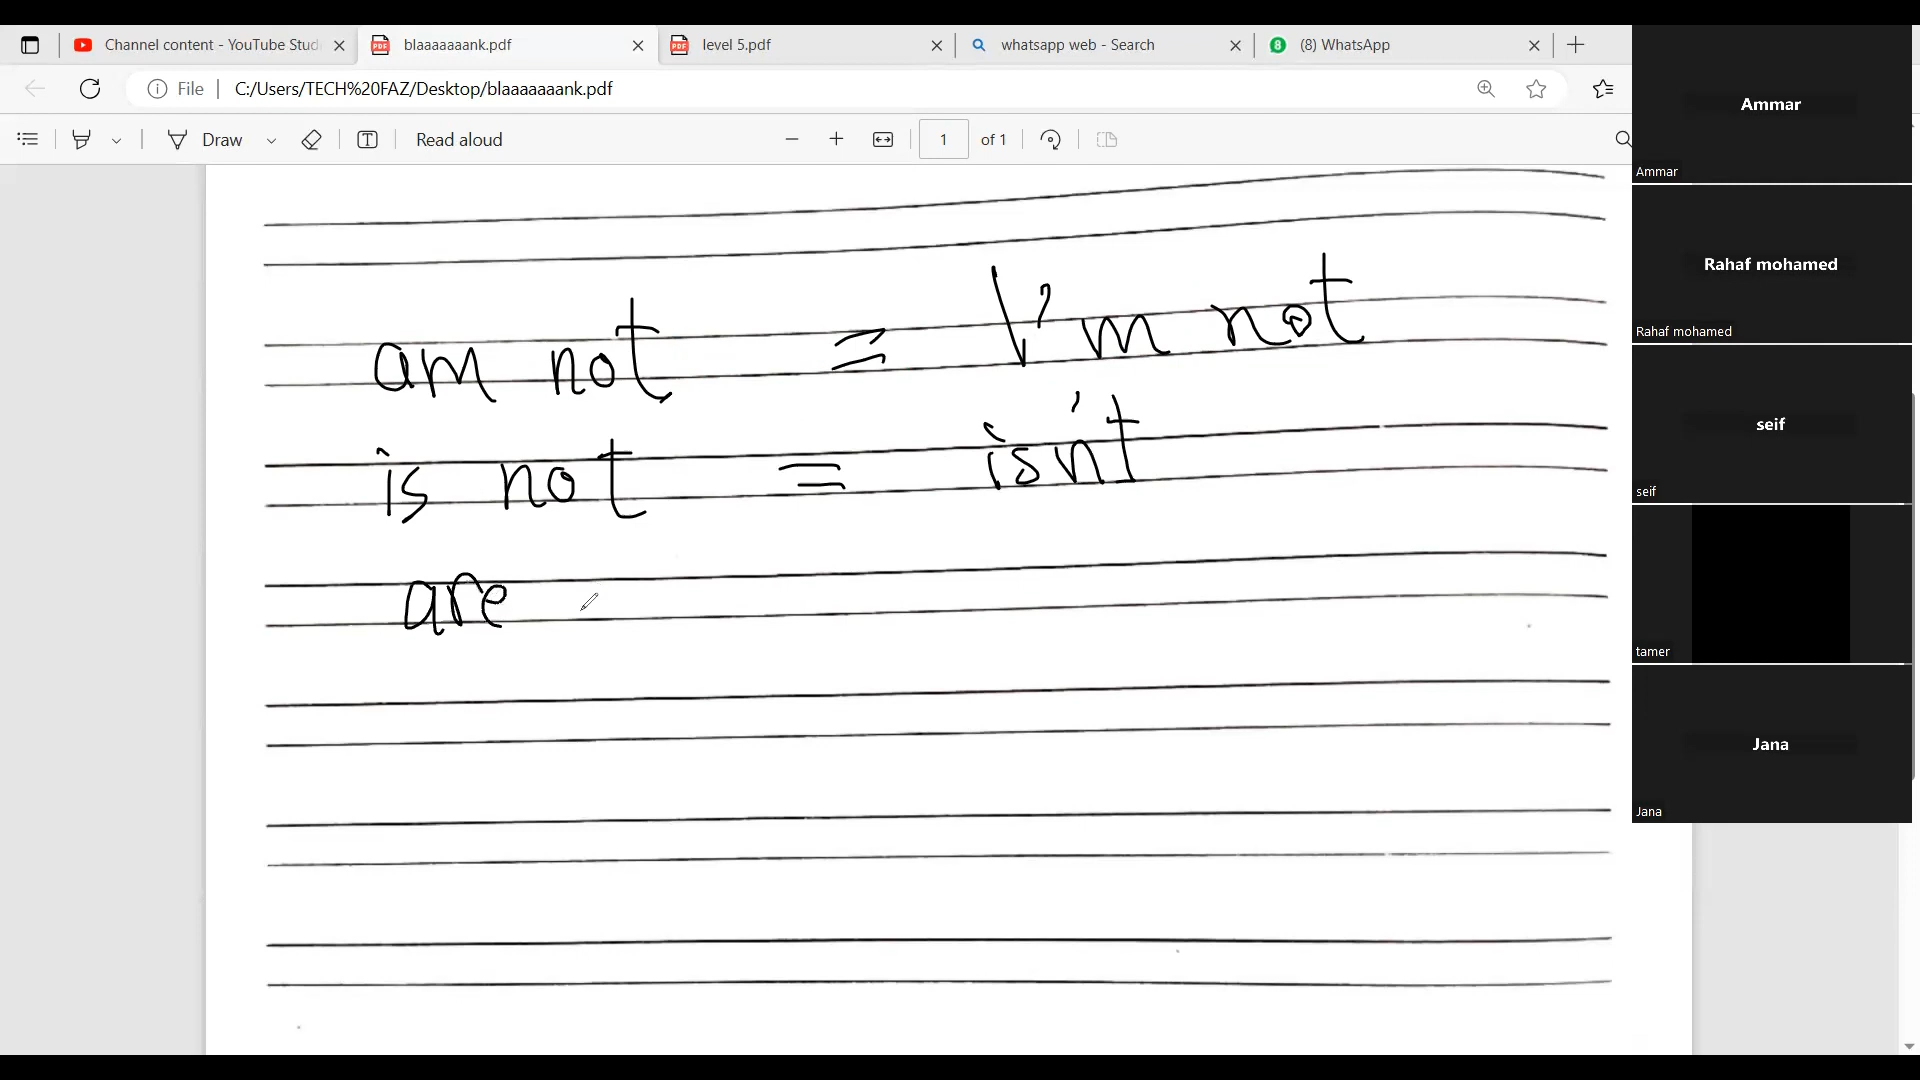 Channel content - YouTube Stud
blaaaaaaank.pdf
level 5.pdf
whatsapp web - Search
(8) WhatsApp
File
C:/Users/TECH%20FAZ/Desktop/blaaaaaaank.pdf
Draw
Read aloud
1
of 1
am not = I'm not
is not = isn't
are
Ammar
Ammar
Rahaf mohamed
Rahaf mohamed
seif
seif
tamer
Jana
Jana